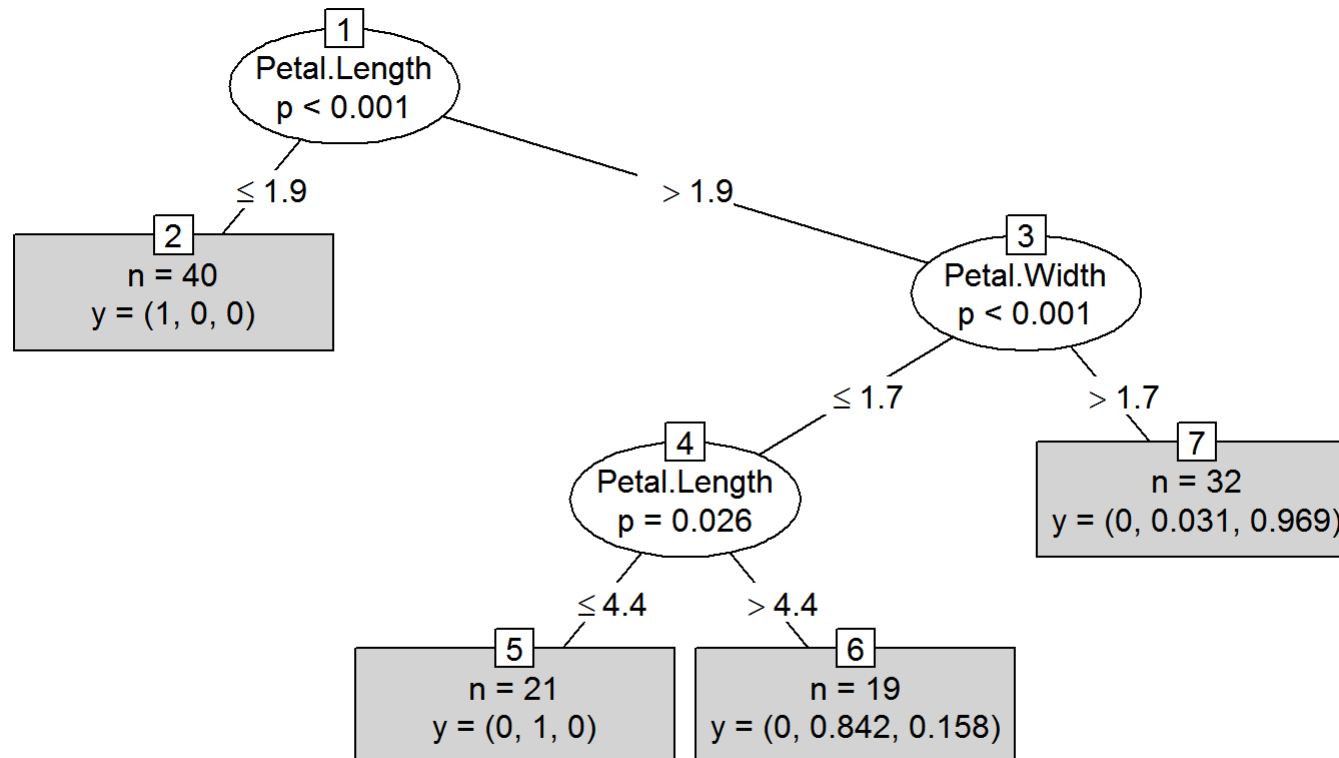 1
Petal.Length
p < 0.001
≤ 1.9
> 1.9
2
n = 40
y = (1, 0, 0)
3
Petal.Width
p < 0.001
≤ 1.7
> 1.7
4
Petal.Length
p = 0.026
7
n = 32
y = (0, 0.031, 0.969)
≤ 4.4
> 4.4
5
n = 21
y = (0, 1, 0)
6
n = 19
y = (0, 0.842, 0.158)